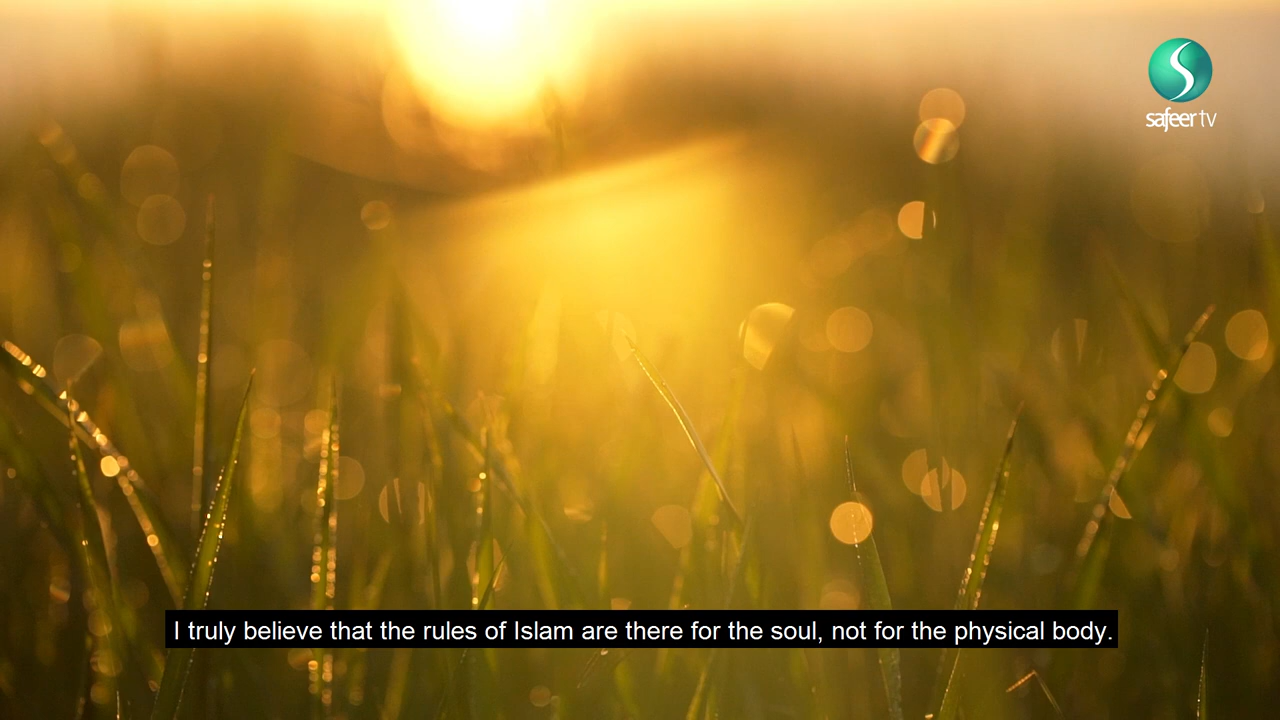 safeer tv
I truly believe that the rules of Islam are there for the soul, not for the physical body.